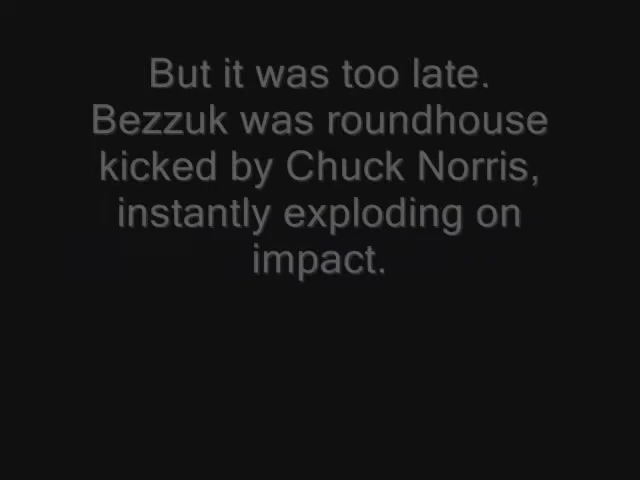 But it was too late.
Bezzuk was roundhouse
kicked by Chuck Norris,
instantly exploding on
impact.